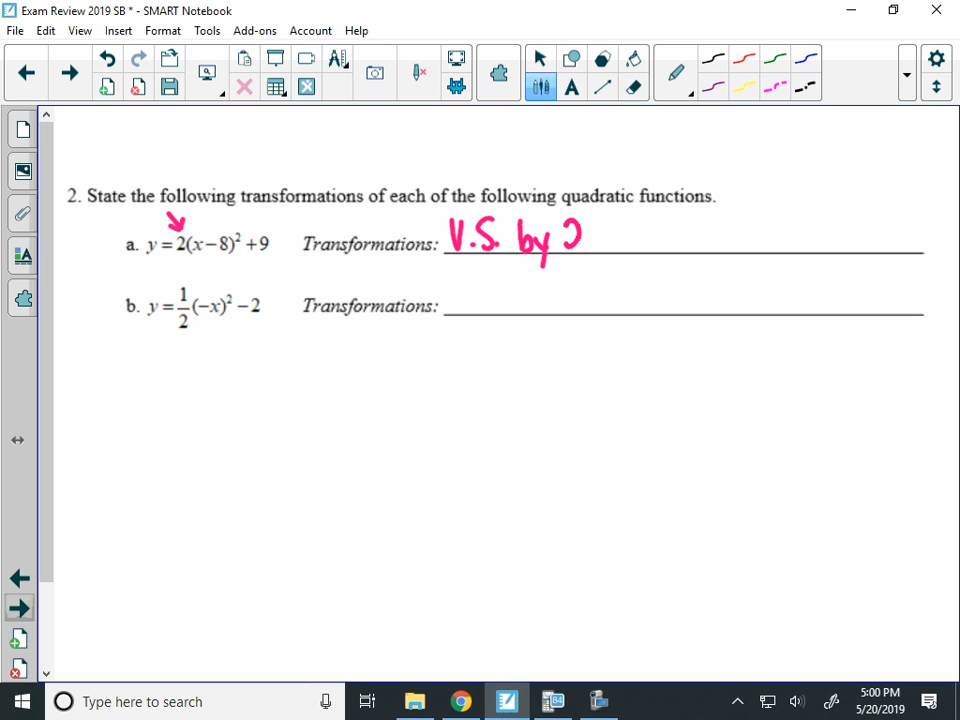 Exam Review 2019 SB * - SMART Notebook
File Edit View Insert Format Tools Add-ons Account Help
2. State the following transformations of each of the following quadratic functions.
a. y = 2(x − 8)² + 9 Transformations: V.S. by
b. y = 1/2 (−x)² − 2 Transformations:
Type here to search
5:00 PM
5/20/2019